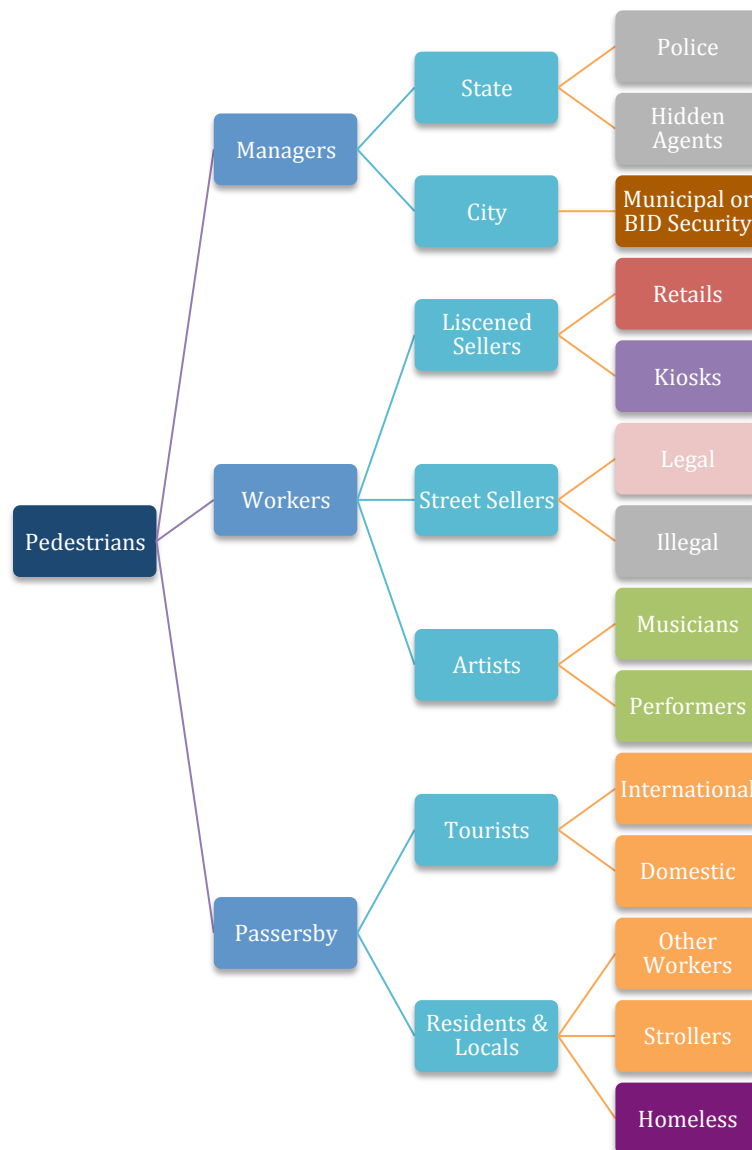 Pedestrians
Managers
State
Police
Hidden
Agents
City
Municipal or
BID Security
Workers
Liscened
Sellers
Retails
Kiosks
Street Sellers
Legal
Illegal
Artists
Musicians
Performers
Passersby
Tourists
International
Domestic
Residents &
Locals
Other
Workers
Strollers
Homeless